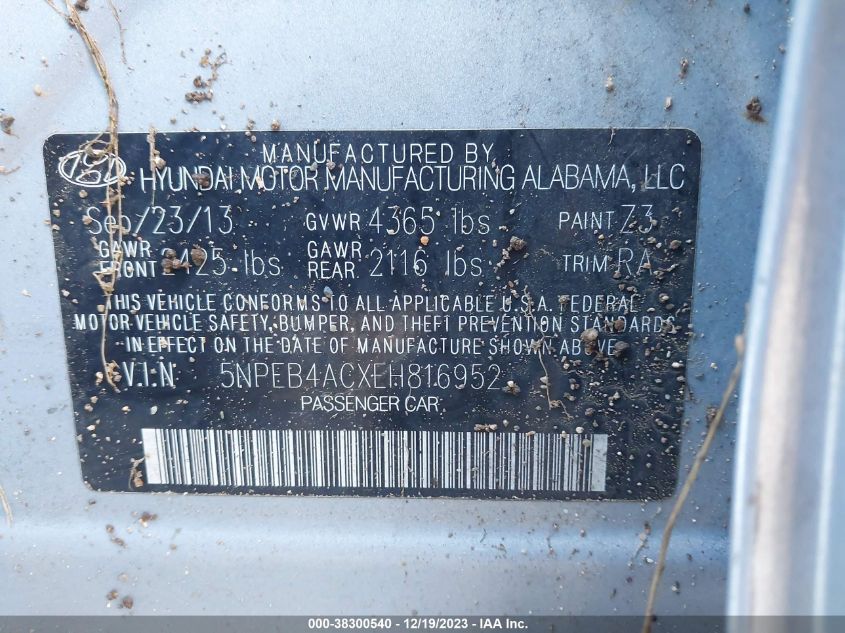 MANUFACTURED BY
HYUNDAI MOTOR MANUFACTURING ALABAMA, LLC
Sep/23/13 GVWR 4365 lbs PAINT Z3
GAWR FRONT 2425 lbs GAWR REAR 2116 lbs TRIM RA
THIS VEHICLE CONFORMS TO ALL APPLICABLE U.S.A. FEDERAL
MOTOR VEHICLE SAFETY, BUMPER, AND THEFT PREVENTION STANDARDS
IN EFFECT ON THE DATE OF MANUFACTURE SHOWN ABOVE
V.I.N 5NPEB4ACXEH816952
PASSENGER CAR
000-38300540 - 12/19/2023 - IAA Inc.